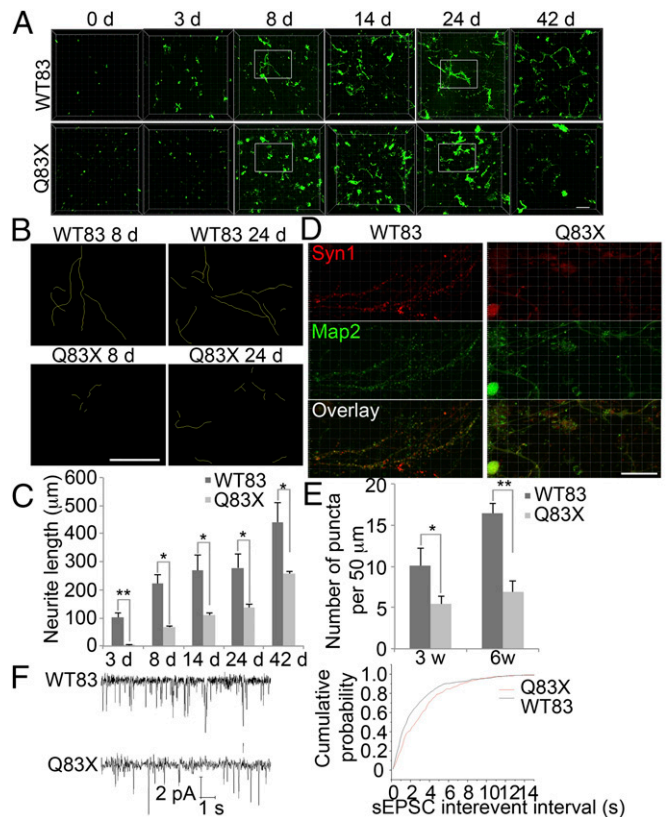 A
0 d 3 d 8 d 14 d 24 d 42 d
WT83
Q83X
B
WT83 8 d WT83 24 d
Q83X 8 d Q83X 24 d
D
WT83 Q83X
Syn1
Map2
Overlay
C
Neurite length (μm)
600
500
400
300
200
100
0
WT83
Q83X
** * * * *
3 d 8 d 14 d 24 d 42 d
E
Number of puncta
per 50 μm
20
15
10
5
0
WT83
Q83X
* **
3 w 6w
F
WT83
Q83X
2 pA
1 s
Cumulative
probability
1.0
0.8
0.6
0.4
0.2
0
Q83X
WT83
0 2 4 6 8 10 12 14
sEPSC interevent interval (s)